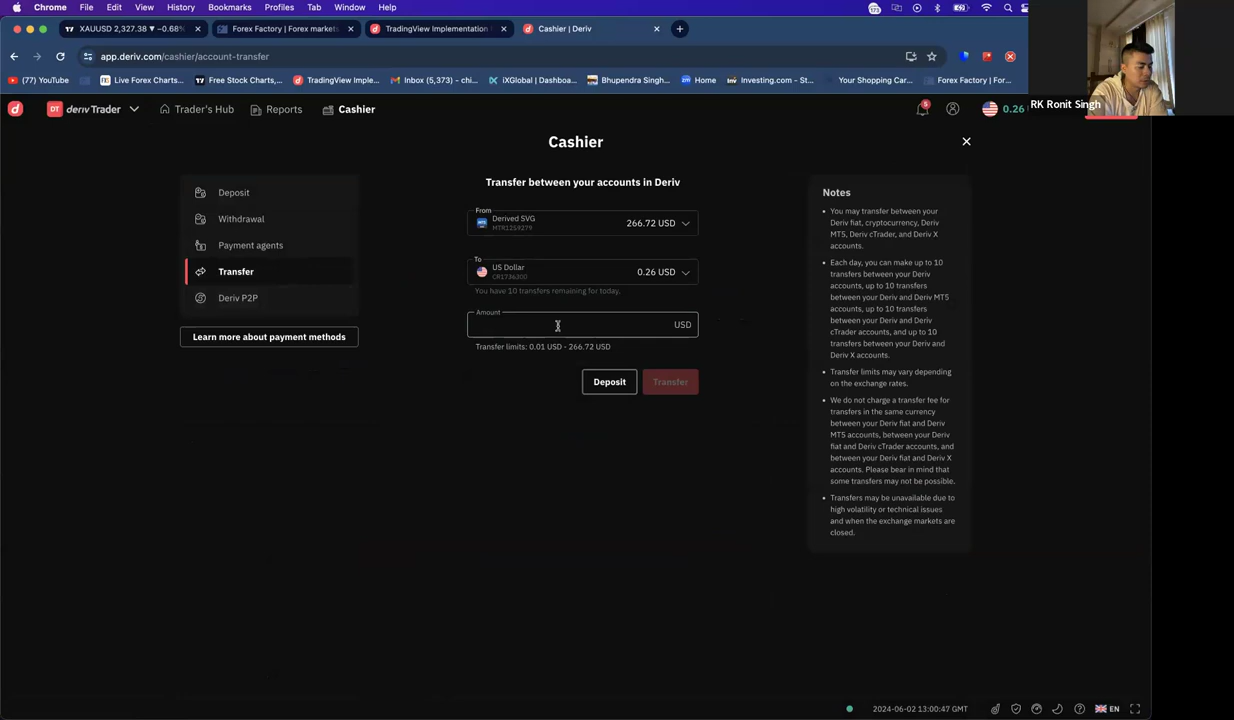 Chrome File Edit View History Bookmarks Profiles Tab Window Help
XAUUSD 2,327.38 ▼ −0.68%
Forex Factory | Forex markets
TradingView Implementation
Cashier | Deriv
app.deriv.com/cashier/account-transfer
(77) YouTube
Live Forex Charts...
Free Stock Charts,...
TradingView Imple...
Inbox (5,373) - chi...
iXGlobal | Dashboa...
Bhupendra Singh...
Home
Investing.com - St...
Your Shopping Car...
Forex Factory | For...
deriv Trader
Trader's Hub
Reports
Cashier
5
0.26
RK Ronit Singh
Cashier
Deposit
Withdrawal
Payment agents
Transfer
Deriv P2P
Learn more about payment methods
Transfer between your accounts in Deriv
From
Derived SVG
MTR1259279
266.72 USD
To
US Dollar
CR1736300
0.26 USD
You have 10 transfers remaining for today.
Amount
USD
Transfer limits: 0.01 USD - 266.72 USD
Deposit
Transfer
Notes
• You may transfer between your
Deriv fiat, cryptocurrency, Deriv
MT5, Deriv cTrader, and Deriv X
accounts.
• Each day, you can make up to 10
transfers between your Deriv
accounts, up to 10 transfers
between your Deriv and Deriv MT5
accounts, up to 10 transfers
between your Deriv and Deriv
cTrader accounts, and up to 10
transfers between your Deriv and
Deriv X accounts.
• Transfer limits may vary depending
on the exchange rates.
• We do not charge a transfer fee for
transfers in the same currency
between your Deriv fiat and Deriv
MT5 accounts, between your Deriv
fiat and Deriv cTrader accounts, and
between your Deriv fiat and Deriv X
accounts. Please bear in mind that
some transfers may not be possible.
• Transfers may be unavailable due to
high volatility or technical issues
and when the exchange markets are
closed.
2024-06-02 13:00:47 GMT
EN